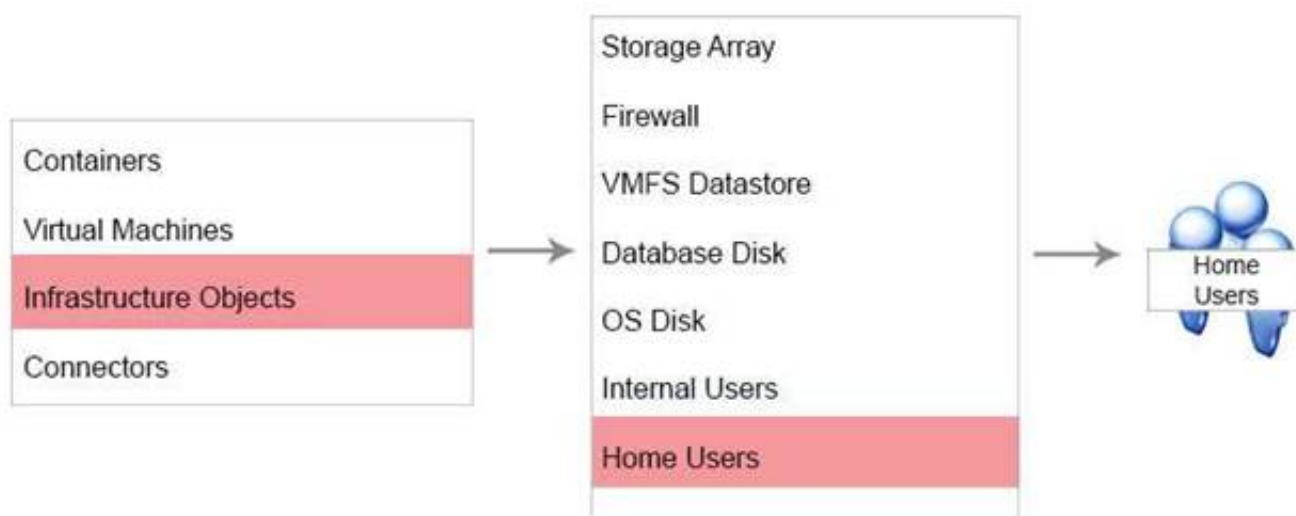 Containers
Virtual Machines
Infrastructure Objects
Connectors
Storage Array
Firewall
VMFS Datastore
Database Disk
OS Disk
Internal Users
Home Users
Home
Users